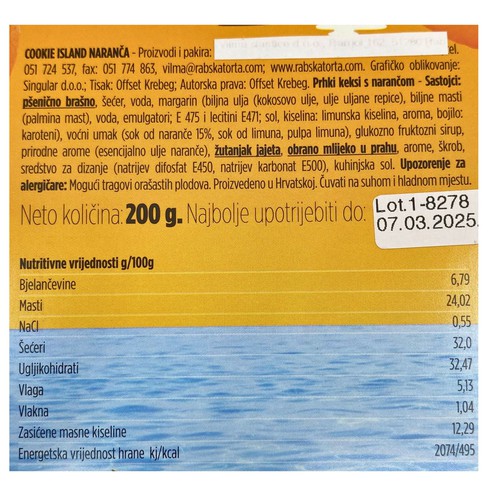 COOKIE ISLAND NARANČA - Proizvodi i pakira: tel.
051 724 537, fax: 051 774 863, vilma@rabskatorta.com; www.rabskatorta.com. Grafičko oblikovanje:
Singular d.o.o.; Tisak: Offset Krebeg; Autorska prava: Offset Krebeg. Prhki keksi s narančom - Sastojci:
pšenično brašno, šećer, voda, margarin (biljna ulja (kokosovo ulje, ulje uljane repice), biljne masti
(palmina mast), voda, emulgatori; E 475 i lecitini E471; sol, kiselina: limunska kiselina, aroma, bojilo:
karoteni), voćni umak (sok od naranče 15%, sok od limuna, pulpa limuna), glukozno fruktozni sirup,
prirodne arome (esencijalno ulje naranče), žutanjak jajeta, obrano mlijeko u prahu, arome, škrob,
sredstvo za dizanje (natrijev difosfat E450, natrijev karbonat E500), kuhinjska sol. Upozorenje za
alergičare: Mogući tragovi orašastih plodova. Proizvedeno u Hrvatskoj. Čuvati na suhom i hladnom mjestu.
Neto količina: 200 g. Najbolje upotrijebiti do: Lot.1-8278
07.03.2025.
Nutritivne vrijednosti g/100g
Bjelančevine 6,79
Masti 24,02
NaCl 0,55
Šećeri 32,0
Ugljikohidrati 32,47
Vlaga 5,13
Vlakna 1,04
Zasićene masne kiseline 12,29
Energetska vrijednost hrane kj/kcal 2074/495